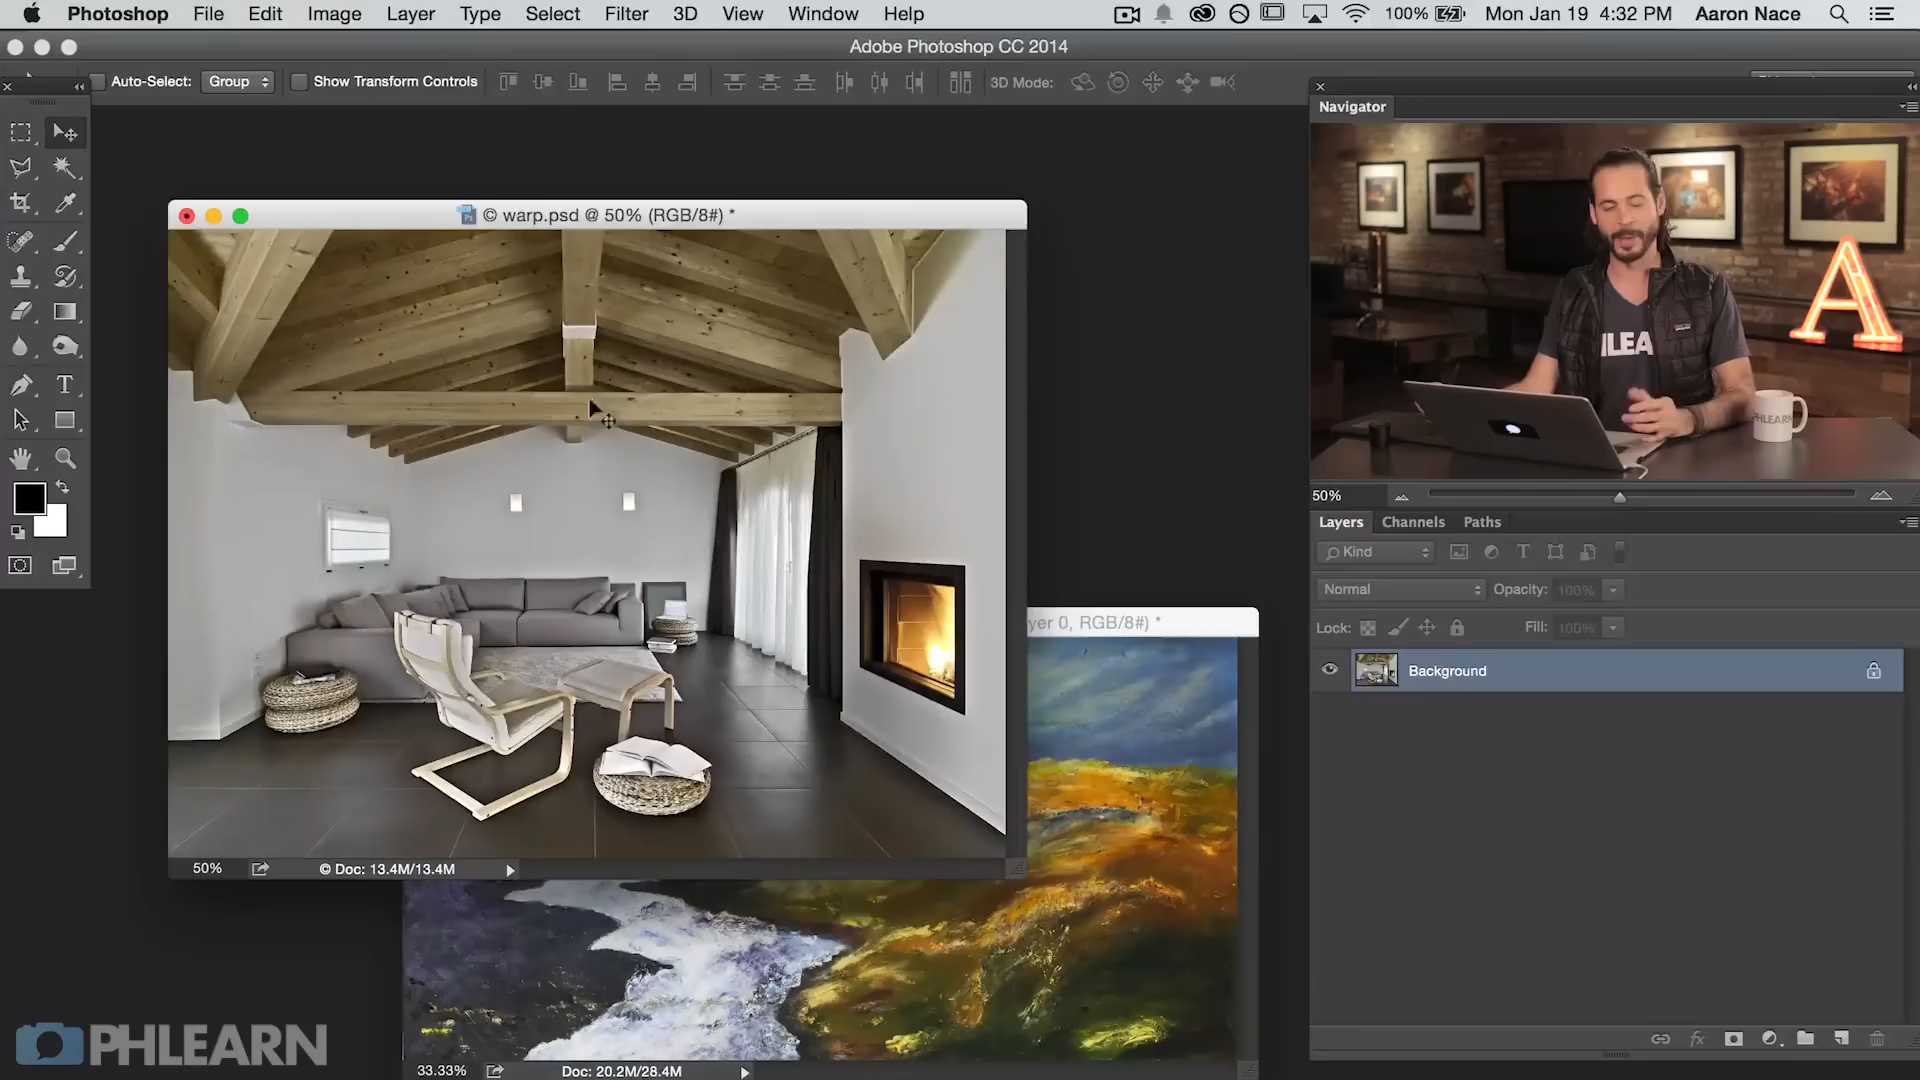 Photoshop File Edit Image Layer Type Select Filter 3D View Window Help 100% Mon Jan 19 4:32 PM Aaron Nace
Adobe Photoshop CC 2014
Auto-Select: Group Show Transform Controls 3D Mode:
Navigator
© warp.psd @ 50% (RGB/8#) *
A
PHLEARN
50%
Layers Channels Paths
Kind
Normal Opacity: 100%
Lock: Fill: 100%
yer 0, RGB/8#) *
Background
50% © Doc: 13.4M/13.4M
PHLEARN
33.33% Doc: 20.2M/28.4M